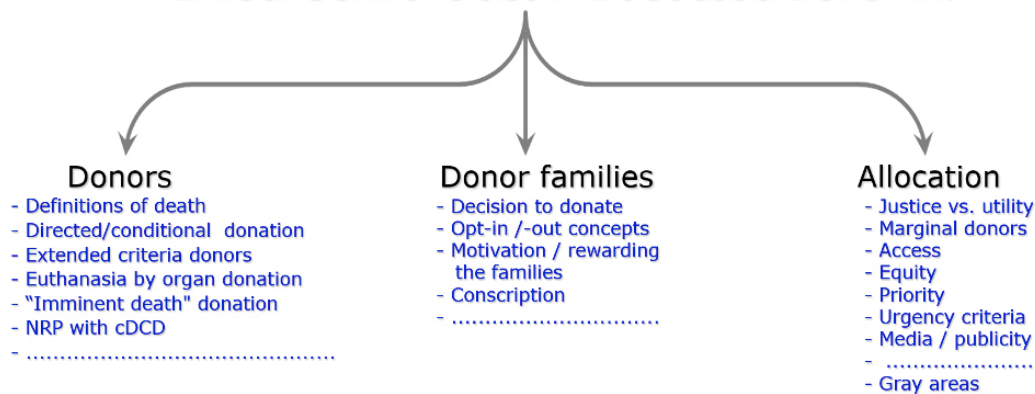 Donors
- Definitions of death
- Directed/conditional donation
- Extended criteria donors
- Euthanasia by organ donation
- “Imminent death" donation
- NRP with cDCD
- ..............................................
Donor families
- Decision to donate
- Opt-in /-out concepts
- Motivation / rewarding
the families
- Conscription
- .................................
Allocation
- Justice vs. utility
- Marginal donors
- Access
- Equity
- Priority
- Urgency criteria
- Media / publicity
- ......................
- Gray areas